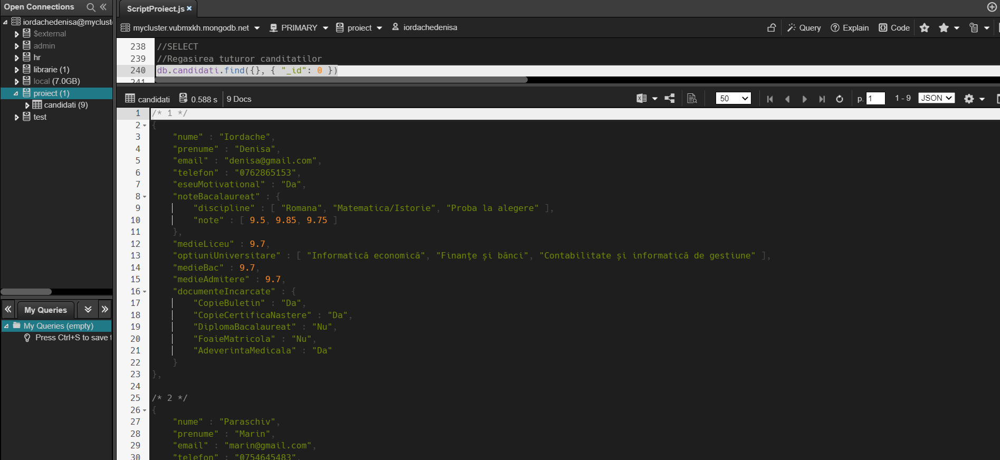 Open Connections
iordachedenisa@myclust
$external
admin
hr
librarie (1)
local (7.0GB)
proiect (1)
candidati (9)
test
My Queries
My Queries (empty)
Press Ctrl+S to save t
ScriptProiect.js
mycluster.vubmxkh.mongodb.net PRIMARY proiect iordachedenisa Query Explain Code
238 //SELECT
239 //Regasirea tuturor canditatilor
240 db.candidati.find({}, { "_id": 0 })
241
candidati 0.588 s 9 Docs 50 p. 1 1 - 9 JSON
1 /* 1 */
2 {
3 "nume" : "Iordache",
4 "prenume" : "Denisa",
5 "email" : "denisa@gmail.com",
6 "telefon" : "0762865153",
7 "eseuMotivational" : "Da",
8 "noteBacalaureat" : {
9 "discipline" : [ "Romana", "Matematica/Istorie", "Proba la alegere" ],
10 "note" : [ 9.5, 9.85, 9.75 ]
11 },
12 "medieLiceu" : 9.7,
13 "optiuniUniversitare" : [ "Informatică economică", "Finanțe și bănci", "Contabilitate și informatică de gestiune" ],
14 "medieBac" : 9.7,
15 "medieAdmitere" : 9.7,
16 "documenteIncarcate" : {
17 "CopieBuletin" : "Da",
18 "CopieCertificaNastere" : "Da",
19 "DiplomaBacalaureat" : "Nu",
20 "FoaieMatricola" : "Nu",
21 "AdeverintaMedicala" : "Da"
22 }
23 },
24
25 /* 2 */
26 {
27 "nume" : "Paraschiv",
28 "prenume" : "Marin",
29 "email" : "marin@gmail.com",
30 "telefon" : "0754645483",